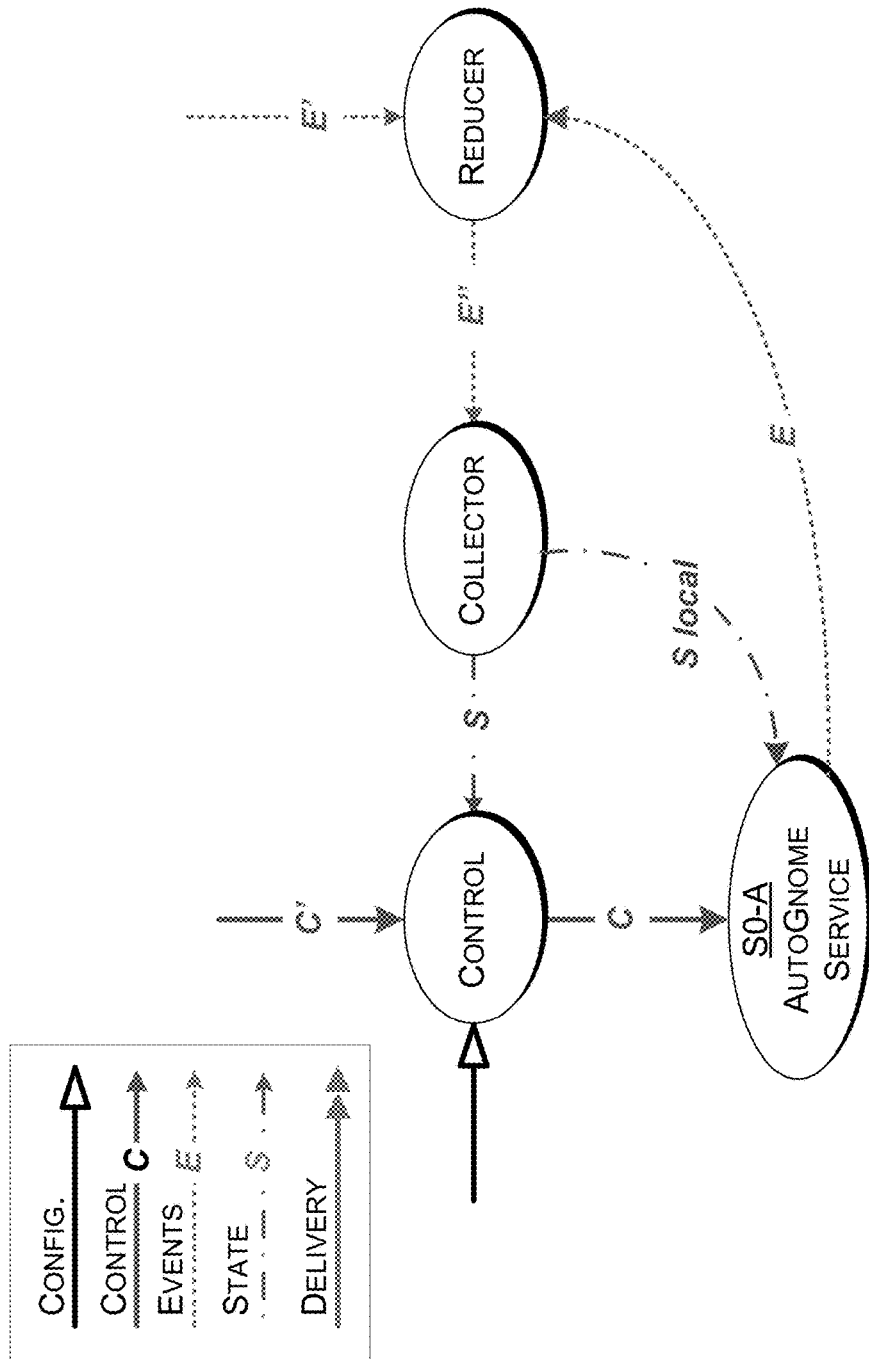 CONFIG.
CONTROL
C
EVENTS
E
STATE
S
DELIVERY
C'
CONTROL
C
S0-A
AUTOGNOME
SERVICE
S
S local
COLLECTOR
E"
E
REDUCER
E'